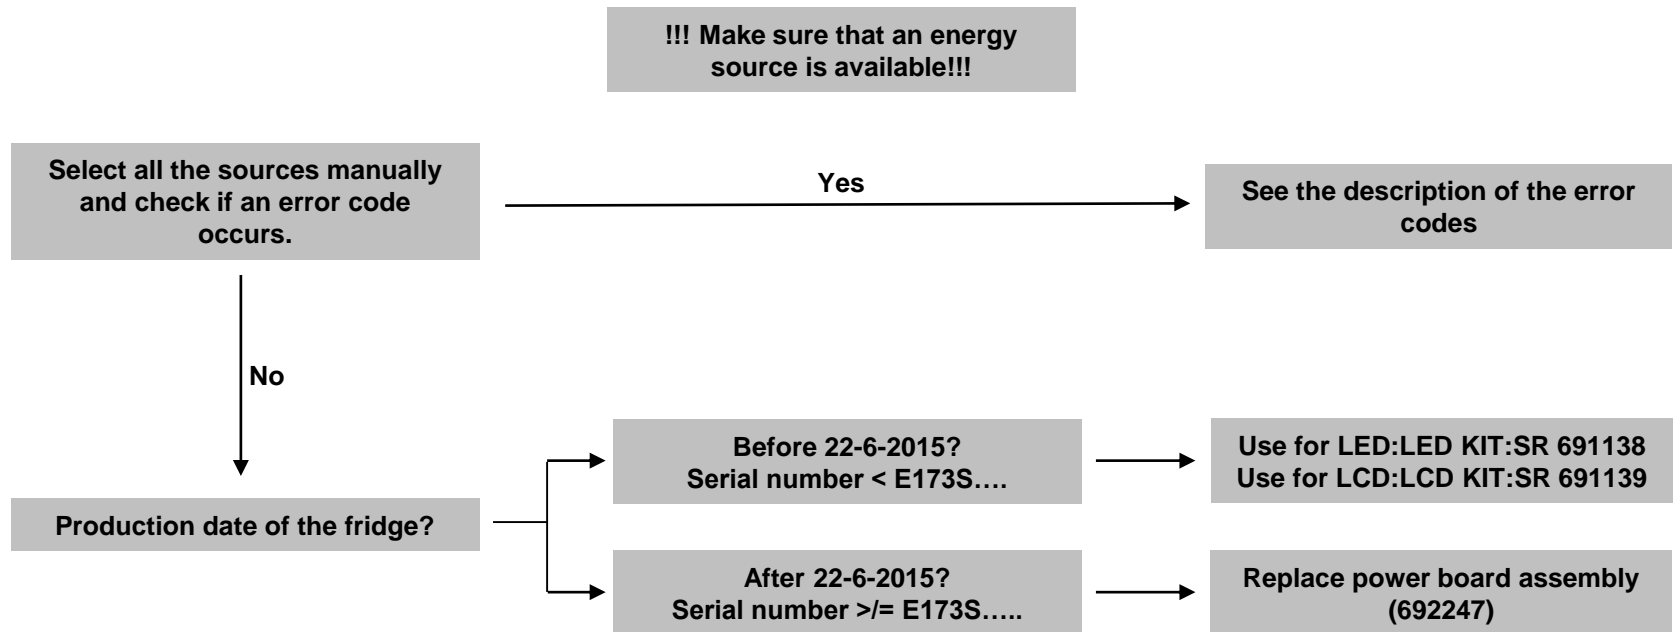 !!! Make sure that an energy
source is available!!!
Select all the sources manually
and check if an error code
occurs.
Yes
See the description of the error
codes
No
Production date of the fridge?
Before 22-6-2015?
Serial number < E173S….
Use for LED:LED KIT:SR 691138
Use for LCD:LCD KIT:SR 691139
After 22-6-2015?
Serial number >/= E173S…..
Replace power board assembly
(692247)